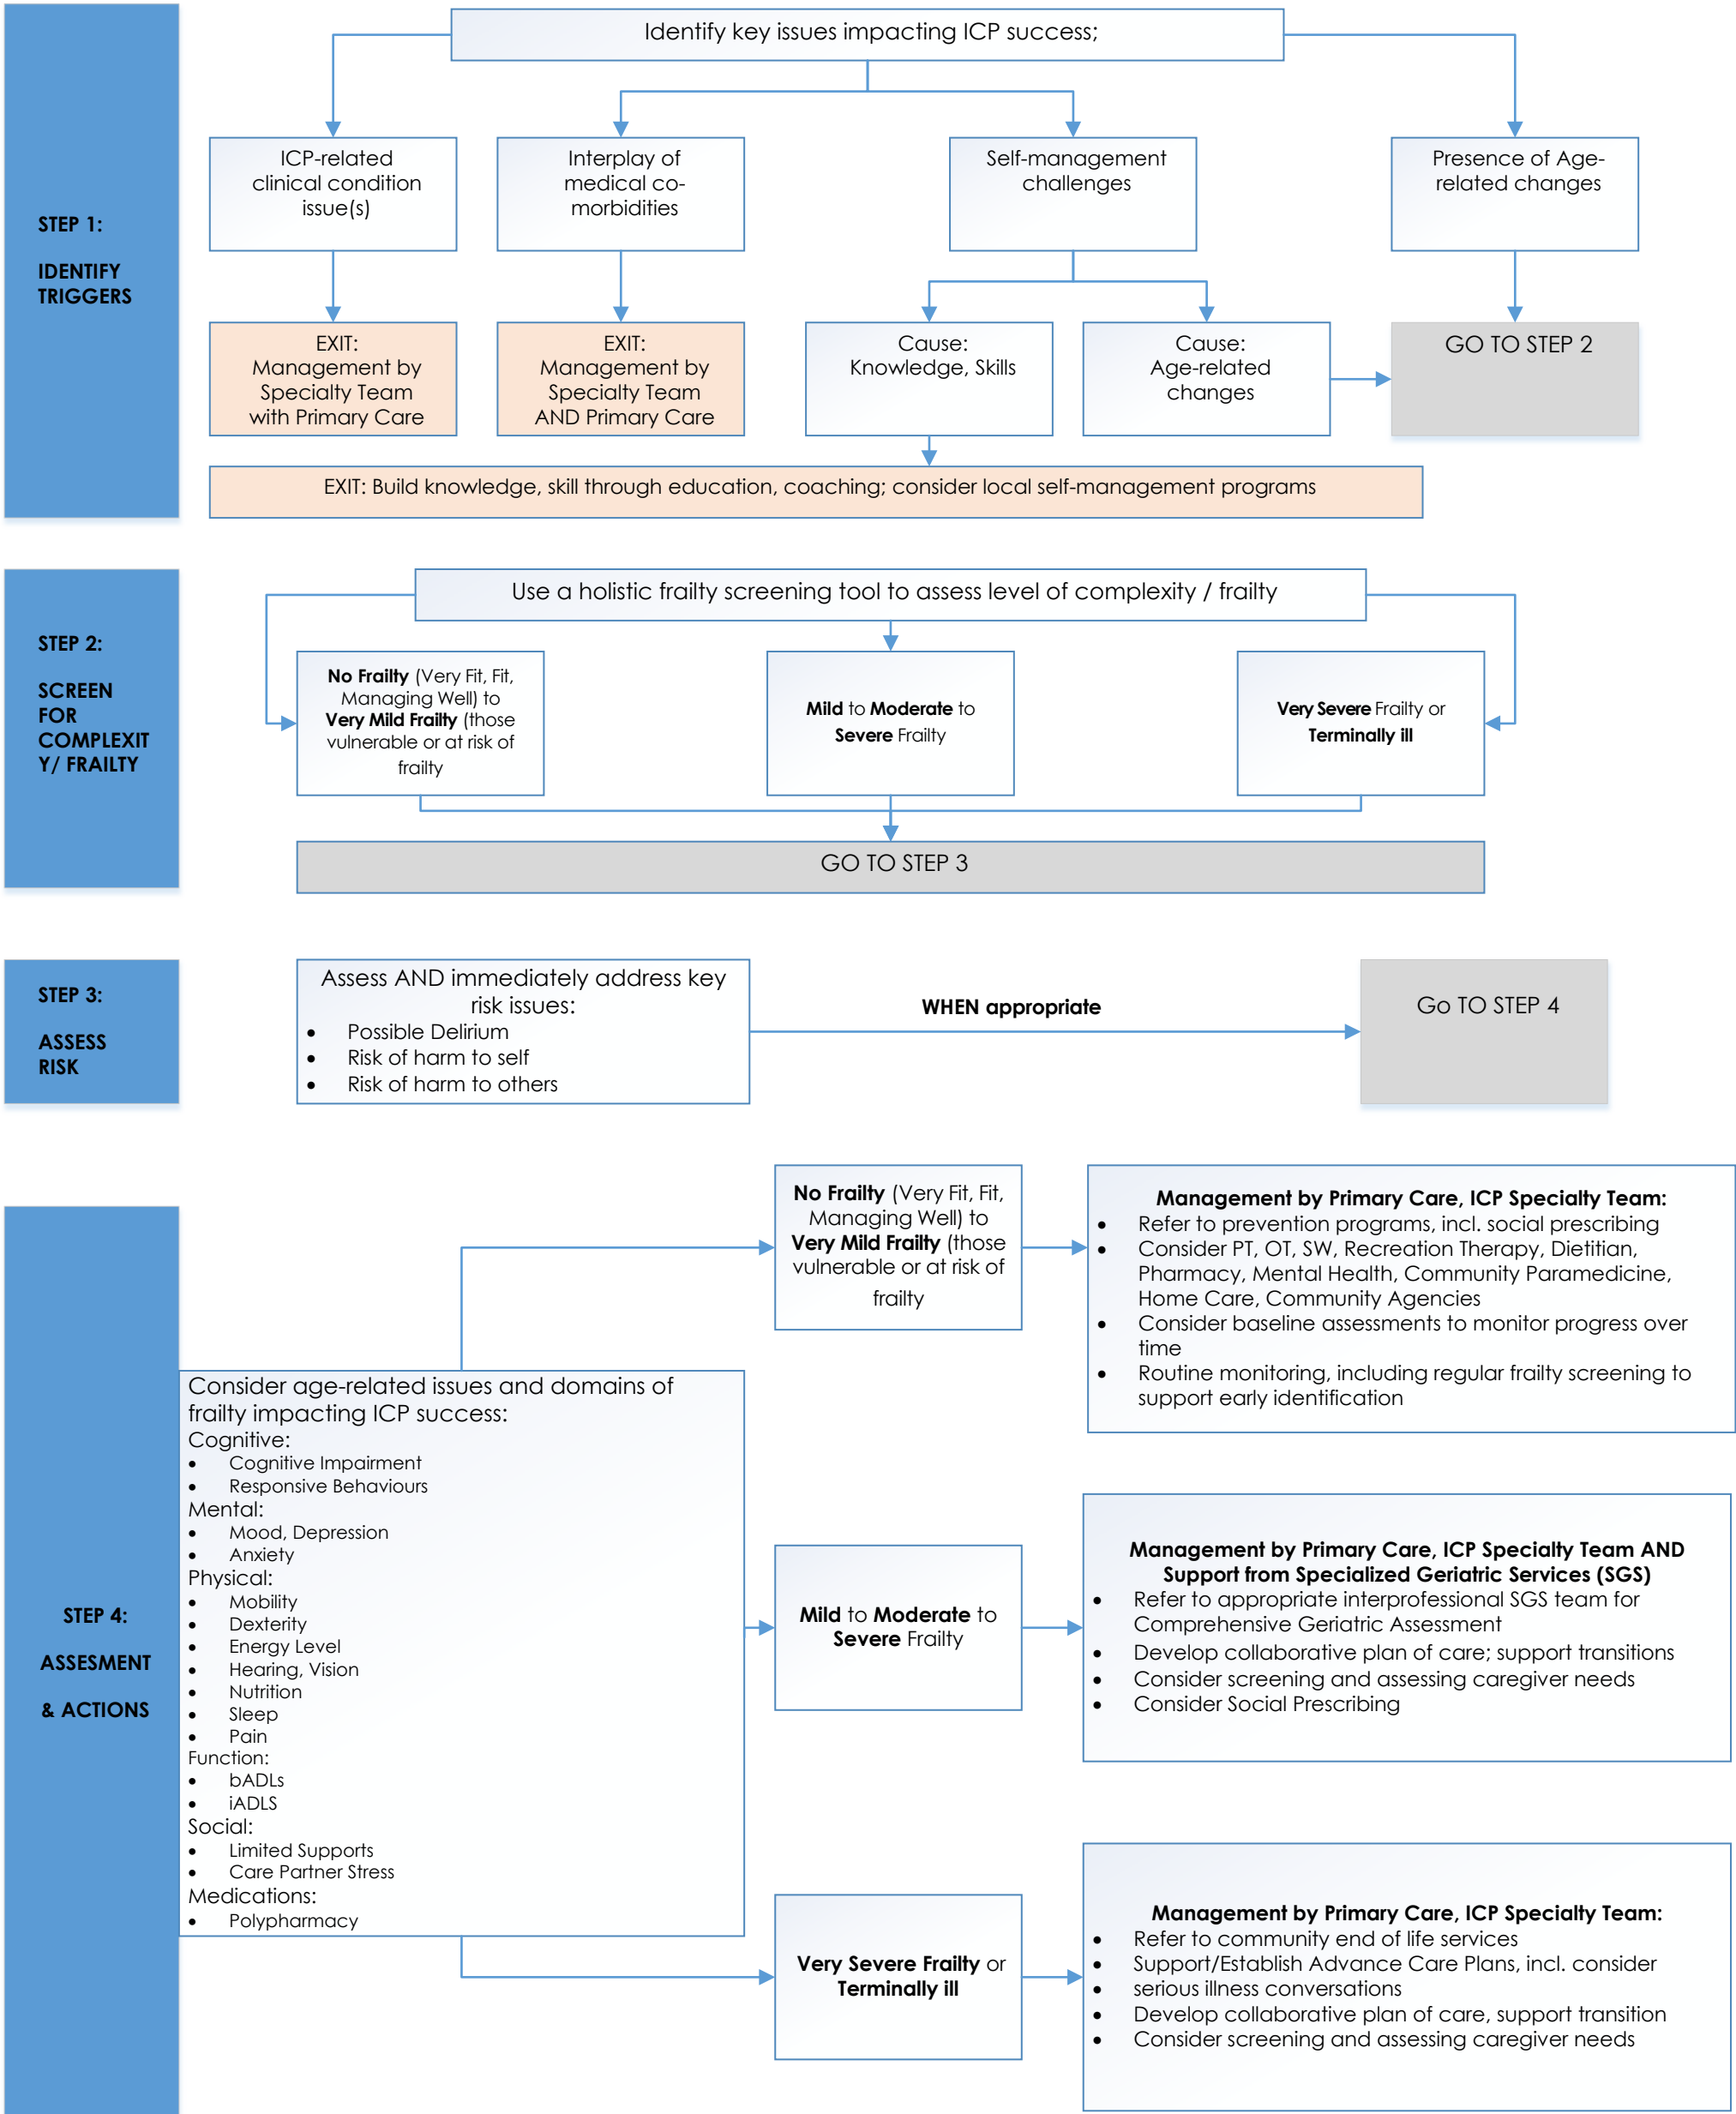 STEP 1:
IDENTIFY
TRIGGERS
Identify key issues impacting ICP success;
ICP-related
clinical condition
issue(s)
Interplay of
medical co-
morbidities
Self-management
challenges
Presence of Age-
related changes
EXIT:
Management by
Specialty Team
with Primary Care
EXIT:
Management by
Specialty Team
AND Primary Care
Cause:
Knowledge, Skills
Cause:
Age-related
changes
GO TO STEP 2
EXIT: Build knowledge, skill through education, coaching; consider local self-management programs
STEP 2:
SCREEN
FOR
COMPLEXIT
Y/ FRAILTY
Use a holistic frailty screening tool to assess level of complexity / frailty
No Frailty (Very Fit, Fit,
Managing Well) to
Very Mild Frailty (those
vulnerable or at risk of
frailty
Mild to Moderate to
Severe Frailty
Very Severe Frailty or
Terminally ill
GO TO STEP 3
STEP 3:
ASSESS
RISK
Assess AND immediately address key
risk issues:
• Possible Delirium
• Risk of harm to self
• Risk of harm to others
WHEN appropriate
Go TO STEP 4
STEP 4:
ASSESMENT
& ACTIONS
Consider age-related issues and domains of
frailty impacting ICP success:
Cognitive:
• Cognitive Impairment
• Responsive Behaviours
Mental:
• Mood, Depression
• Anxiety
Physical:
• Mobility
• Dexterity
• Energy Level
• Hearing, Vision
• Nutrition
• Sleep
• Pain
Function:
• bADLs
• iADLS
Social:
• Limited Supports
• Care Partner Stress
Medications:
• Polypharmacy
No Frailty (Very Fit, Fit,
Managing Well) to
Very Mild Frailty (those
vulnerable or at risk of
frailty
Management by Primary Care, ICP Specialty Team:
• Refer to prevention programs, incl. social prescribing
• Consider PT, OT, SW, Recreation Therapy, Dietitian,
Pharmacy, Mental Health, Community Paramedicine,
Home Care, Community Agencies
• Consider baseline assessments to monitor progress over
time
• Routine monitoring, including regular frailty screening to
support early identification
Mild to Moderate to
Severe Frailty
Management by Primary Care, ICP Specialty Team AND
Support from Specialized Geriatric Services (SGS)
• Refer to appropriate interprofessional SGS team for
Comprehensive Geriatric Assessment
• Develop collaborative plan of care; support transitions
• Consider screening and assessing caregiver needs
• Consider Social Prescribing
Very Severe Frailty or
Terminally ill
Management by Primary Care, ICP Specialty Team:
• Refer to community end of life services
• Support/Establish Advance Care Plans, incl. consider
• serious illness conversations
• Develop collaborative plan of care, support transition
• Consider screening and assessing caregiver needs